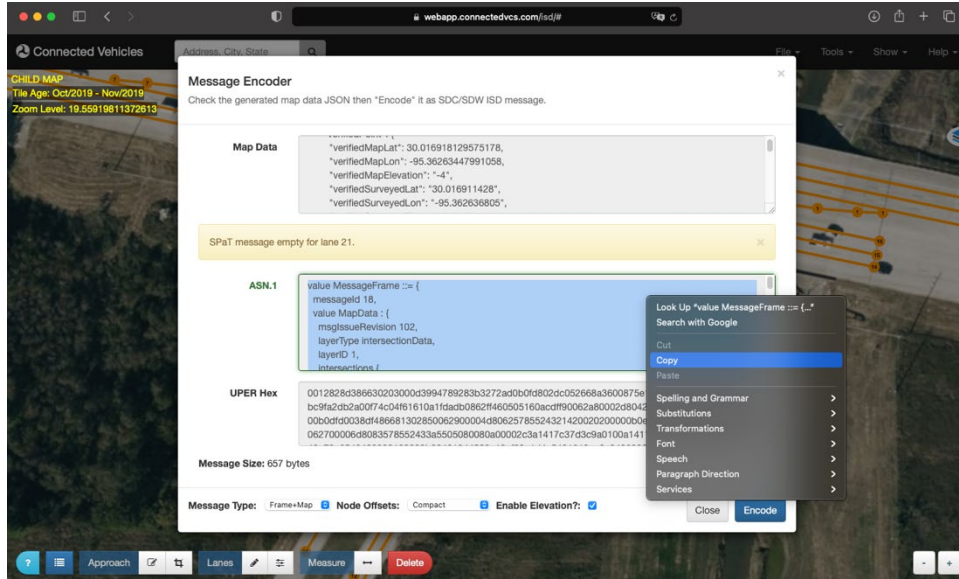 webapp.connectedvcs.com/isd/#
Connected Vehicles
Address, City, State
File
Tools
Show
Help
CHILD MAP
Tile Age: Oct/2019 - Nov/2019
Zoom Level: 19.55919811372613
Message Encoder
×
Check the generated map data JSON then "Encode" it as SDC/SDW ISD message.
Map Data
"verifiedMapLat": 30.016918129575178,
"verifiedMapLon": -95.36263447991058,
"verifiedMapElevation": "-4",
"verifiedSurveyedLat": "30.016911428",
"verifiedSurveyedLon": "-95.362636805",
SPaT message empty for lane 21.
×
ASN.1
value MessageFrame ::= {
messageId 18,
value MapData : {
msgIssueRevision 102,
layerType intersectionData,
layerID 1,
intersections {
Look Up "value MessageFrame ::= {..."
Search with Google
Cut
Copy
Paste
Spelling and Grammar
Substitutions
Transformations
Font
Speech
Paragraph Direction
Services
UPER Hex
Message Size: 657 bytes
Message Type: Frame+Map Node Offsets: Compact Enable Elevation?:
Close
Encode
? Approach Lanes Measure Delete
- +